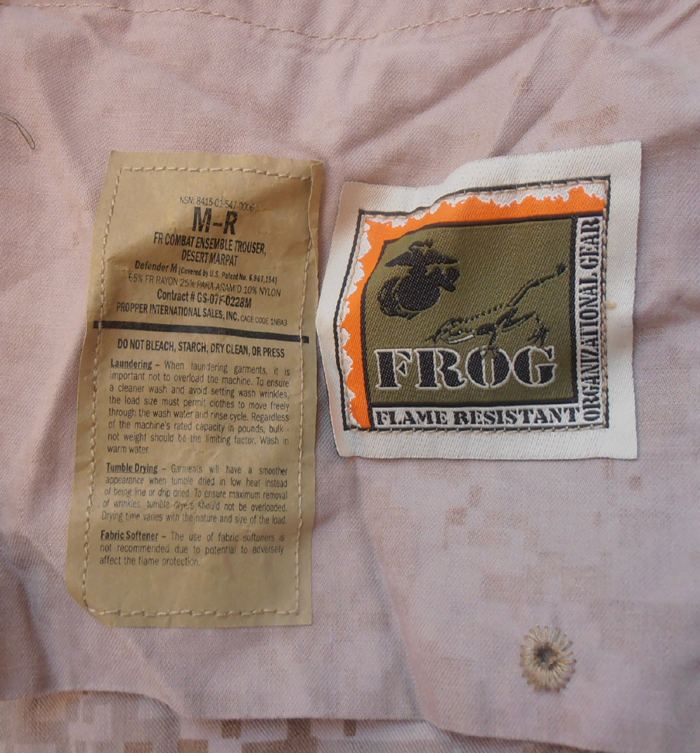 NSN: 8415-01-547-0006
M-R
FR COMBAT ENSEMBLE TROUSER,
DESERT MARPAT
Defender M (Covered by U.S. Patent No. 6,867,154)
65% FR RAYON 25% PARA-ARAMID 10% NYLON
Contract # GS-07F-0228M
PROPPER INTERNATIONAL SALES, INC. CAGE CODE 1NBA3
DO NOT BLEACH, STARCH, DRY CLEAN, OR PRESS
Laundering – When laundering garments, it is
important not to overload the machine. To ensure
a cleaner wash and avoid setting wash wrinkles,
the load size must permit clothes to move freely
through the wash water and rinse cycle. Regardless
of the machine's rated capacity in pounds, bulk -
not weight should be the limiting factor. Wash in
warm water.
Tumble Drying – Garments will have a smoother
appearance when tumble dried in low heat instead
of being line or drip dried. To ensure maximum removal
of wrinkles, tumble dryers should not be overloaded.
Drying time varies with the nature and size of the load.
Fabric Softener – The use of fabric softeners is
not recommended due to potential to adversely
affect the flame protection.
FROG
FLAME RESISTANT
ORGANIZATIONAL GEAR